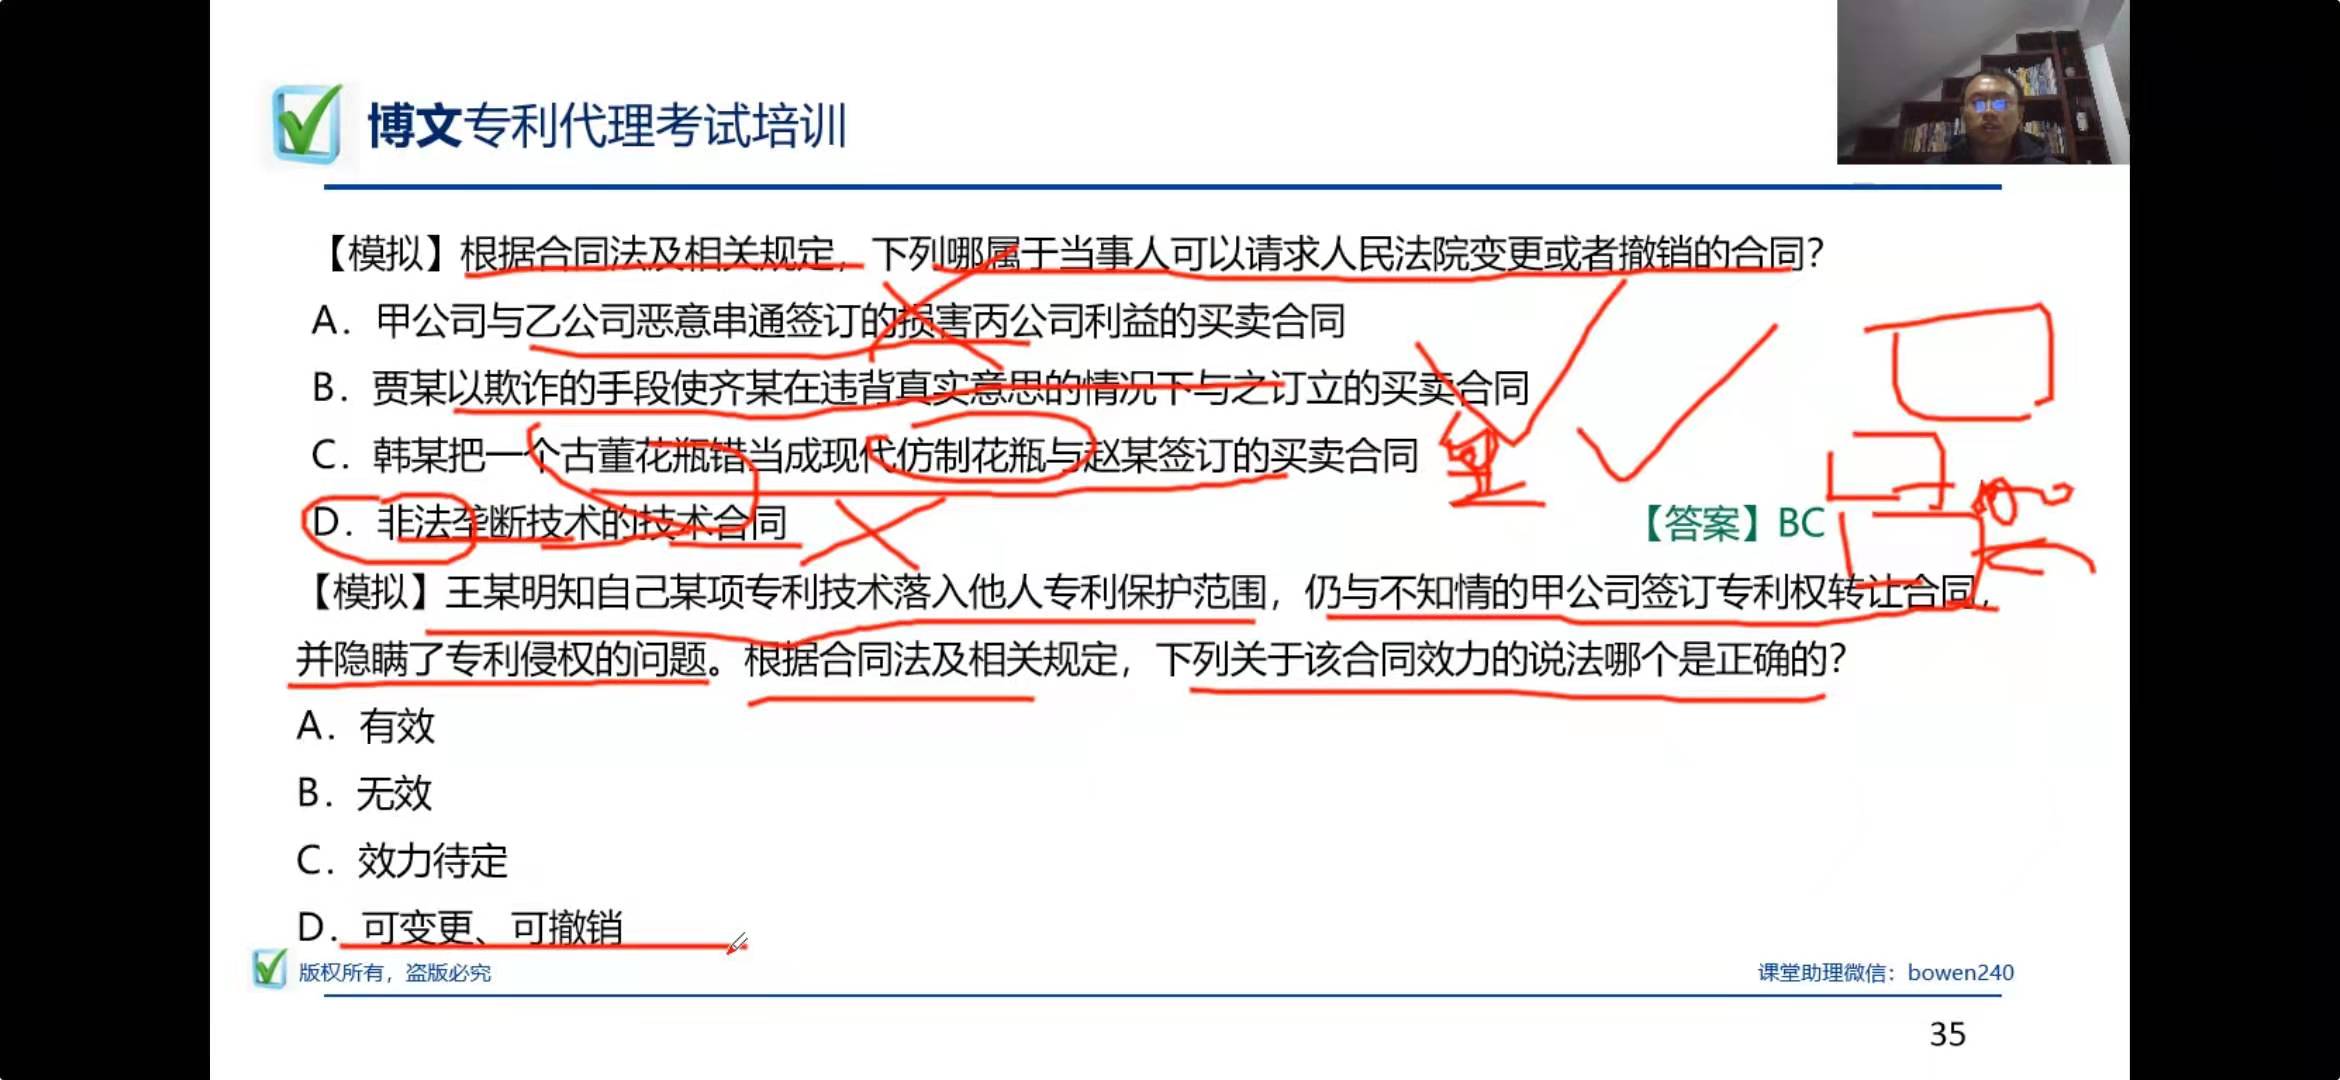 博文专利代理考试培训
【模拟】根据合同法及相关规定，下列哪属于当事人可以请求人民法院变更或者撤销的合同？
A．甲公司与乙公司恶意串通签订的损害丙公司利益的买卖合同
B．贾某以欺诈的手段使齐某在违背真实意思的情况下与之订立的买卖合同
C．韩某把一个古董花瓶错当成现代仿制花瓶与赵某签订的买卖合同
D．非法垄断技术的技术合同
【答案】BC
【模拟】王某明知自己某项专利技术落入他人专利保护范围，仍与不知情的甲公司签订专利权转让合同，
并隐瞒了专利侵权的问题。根据合同法及相关规定，下列关于该合同效力的说法哪个是正确的？
A．有效
B．无效
C．效力待定
D．可变更、可撤销
版权所有，盗版必究
课堂助理微信：bowen240
35